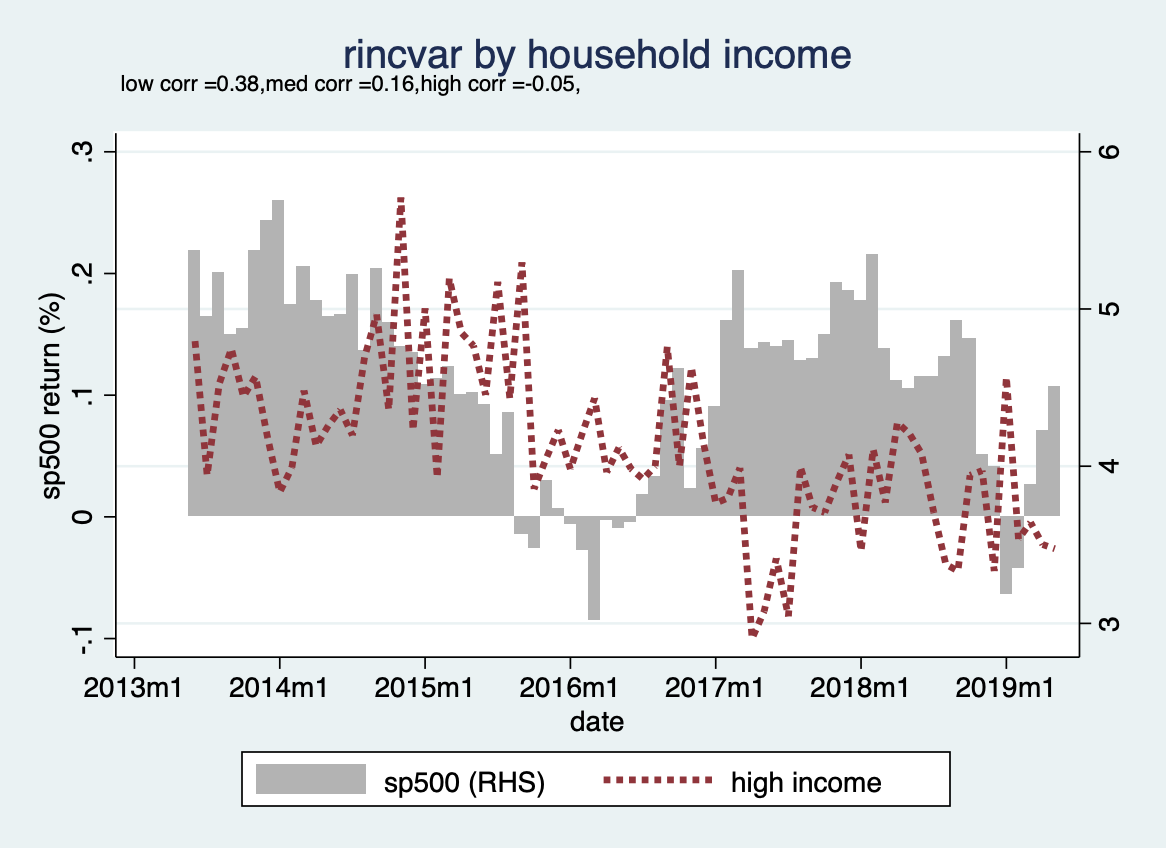 rincvar by household income
low corr =0.38,med corr =0.16,high corr =-0.05,
.3
.2
.1
0
-.1
sp500 return (%)
6
5
4
3
2013m1 2014m1 2015m1 2016m1 2017m1 2018m1 2019m1
date
sp500 (RHS) high income